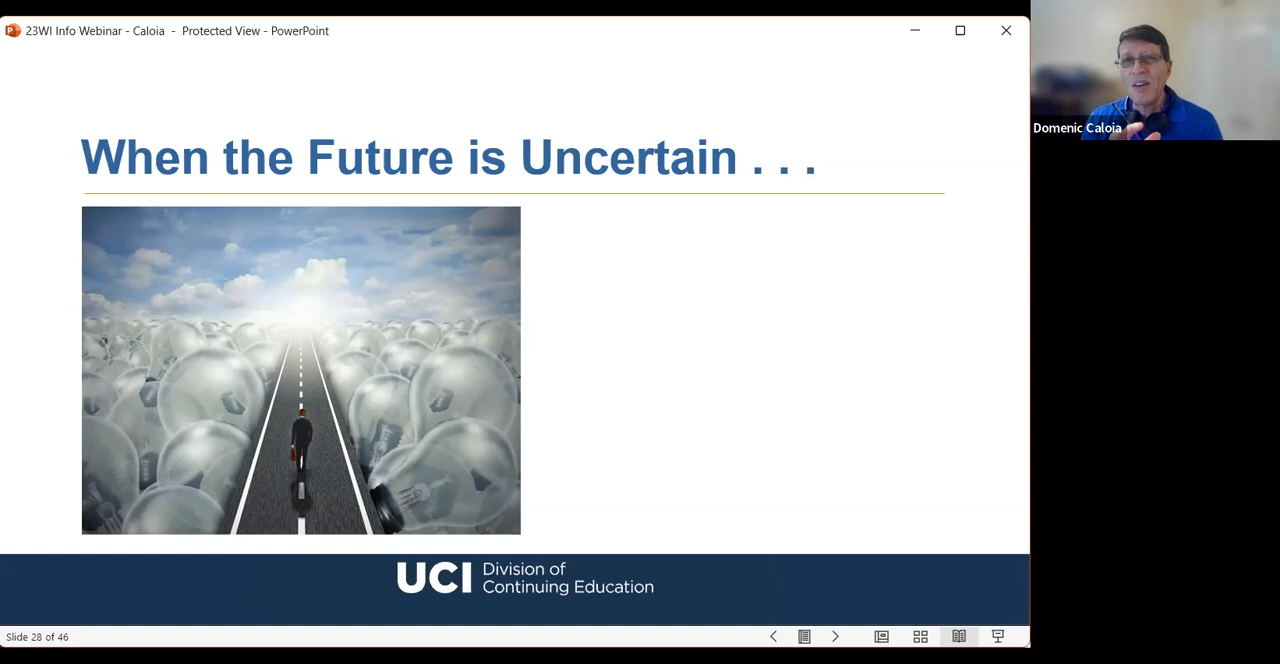 23WI Info Webinar - Caloia - Protected View - PowerPoint
Domenic Caloia
When the Future is Uncertain . . .
UCI Division of
Continuing Education
Slide 28 of 46